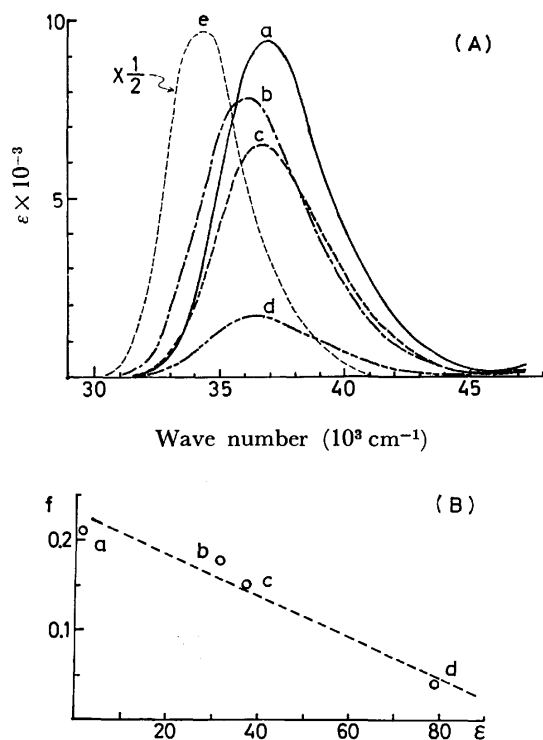 10
5
ε × 10⁻³
e
a
(A)
× 1/2
b
c
d
30
35
40
45
Wave number (10³ cm⁻¹)
f
(B)
0.2
a
b
c
0.1
d
20
40
60
80
ε